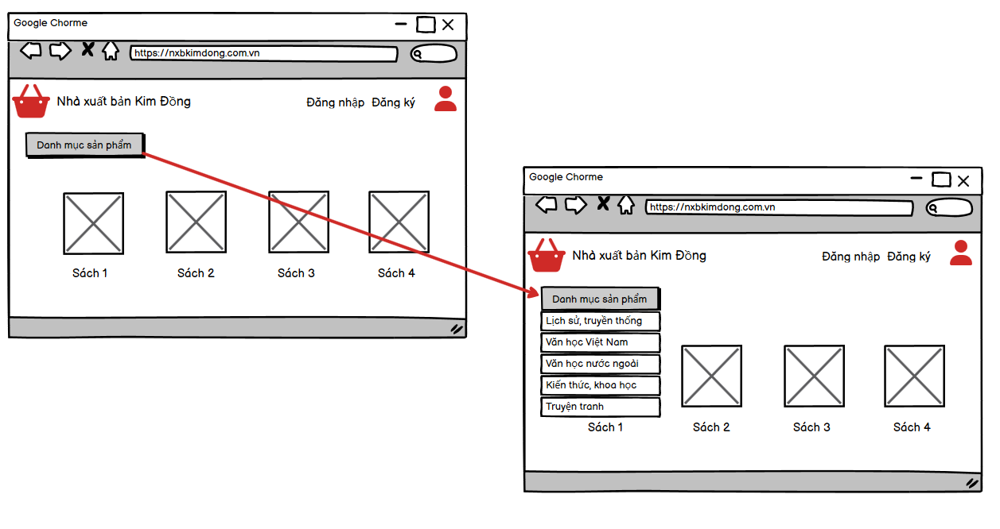 Google Chorme
https://nxbkimdong.com.vn
Nhà xuất bản Kim Đồng
Đăng nhập Đăng ký
Danh mục sản phẩm
Sách 1
Sách 2
Sách 3
Sách 4
Google Chorme
https://nxbkimdong.com.vn
Nhà xuất bản Kim Đồng
Đăng nhập Đăng ký
Danh mục sản phẩm
Lịch sử, truyền thống
Văn học Việt Nam
Văn học nước ngoài
Kiến thức, khoa học
Truyện tranh
Sách 1
Sách 2
Sách 3
Sách 4